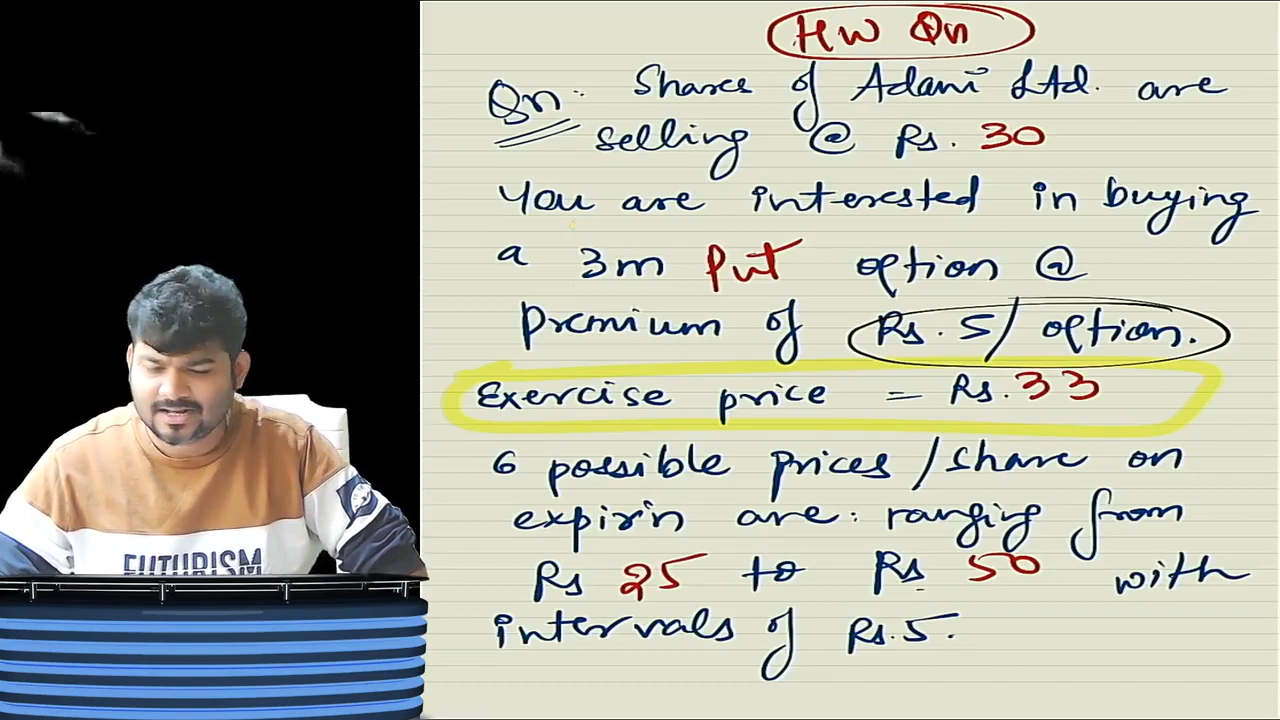 HW Qn
Qn: Shares of Adani Ltd. are
selling @ Rs. 30
You are interested in buying
a 3m Put option @
premium of Rs. 5/ option.
Exercise price = Rs. 33
6 possible prices / share on
expirin are: ranging from
Rs 25 to Rs 50 with
intervals of Rs. 5.
FUTURISM